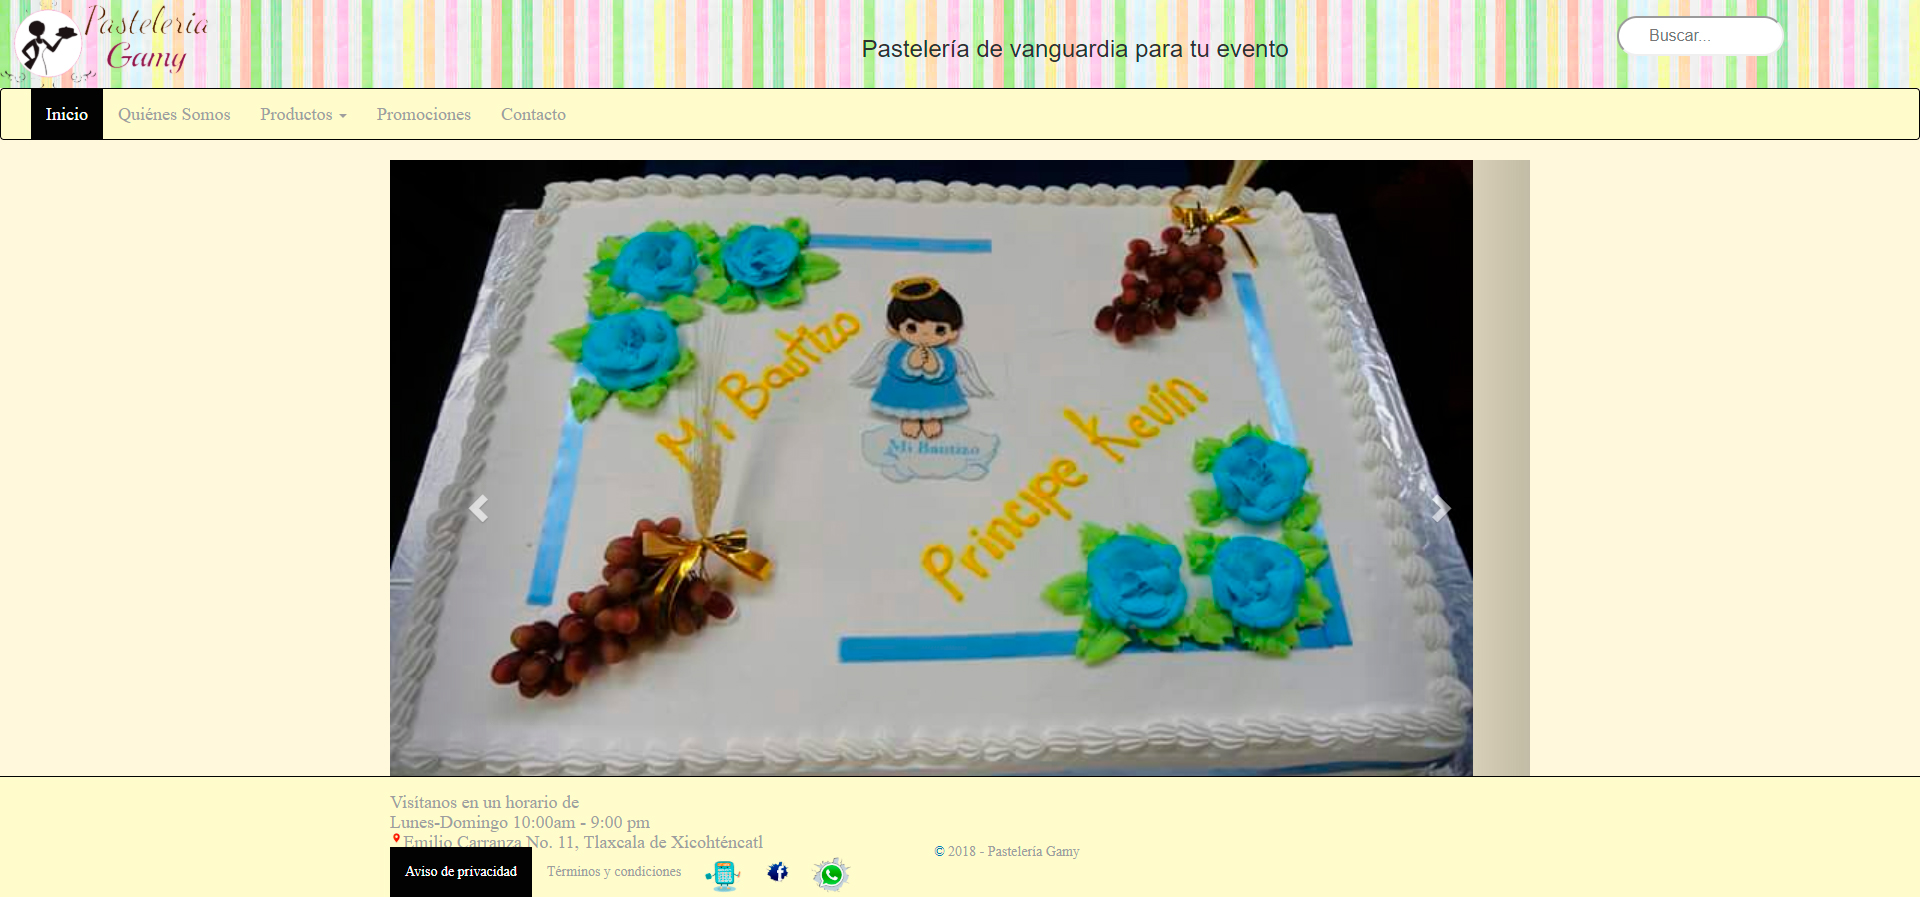 Pasteleria
Gamy
Pastelería de vanguardia para tu evento
Buscar...
Inicio
Quiénes Somos
Productos
Promociones
Contacto
Mi Bautizo
Mi Bautizo
Principe Kevin
Visítanos en un horario de
Lunes-Domingo 10:00am - 9:00 pm
Emilio Carranza No. 11, Tlaxcala de Xicohténcatl
© 2018 - Pastelería Gamy
Aviso de privacidad
Términos y condiciones